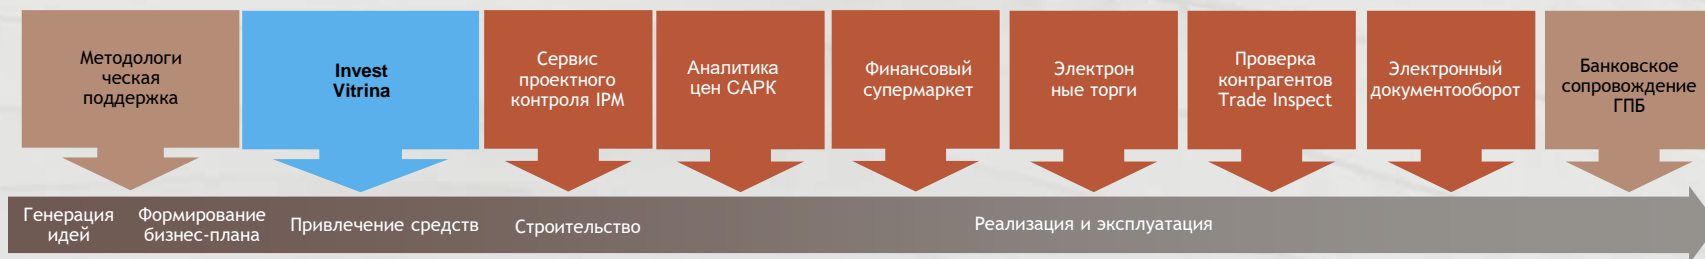 Методологи
ческая
поддержка
Invest
Vitrina
Сервис
проектного
контроля IPM
Аналитика
цен САРК
Финансовый
супермаркет
Электрон
ные торги
Проверка
контрагентов
Trade Inspect
Электронный
документооборот
Банковское
сопровождение
ГПБ
Генерация
идей
Формирование
бизнес-плана
Привлечение средств
Строительство
Реализация и эксплуатация